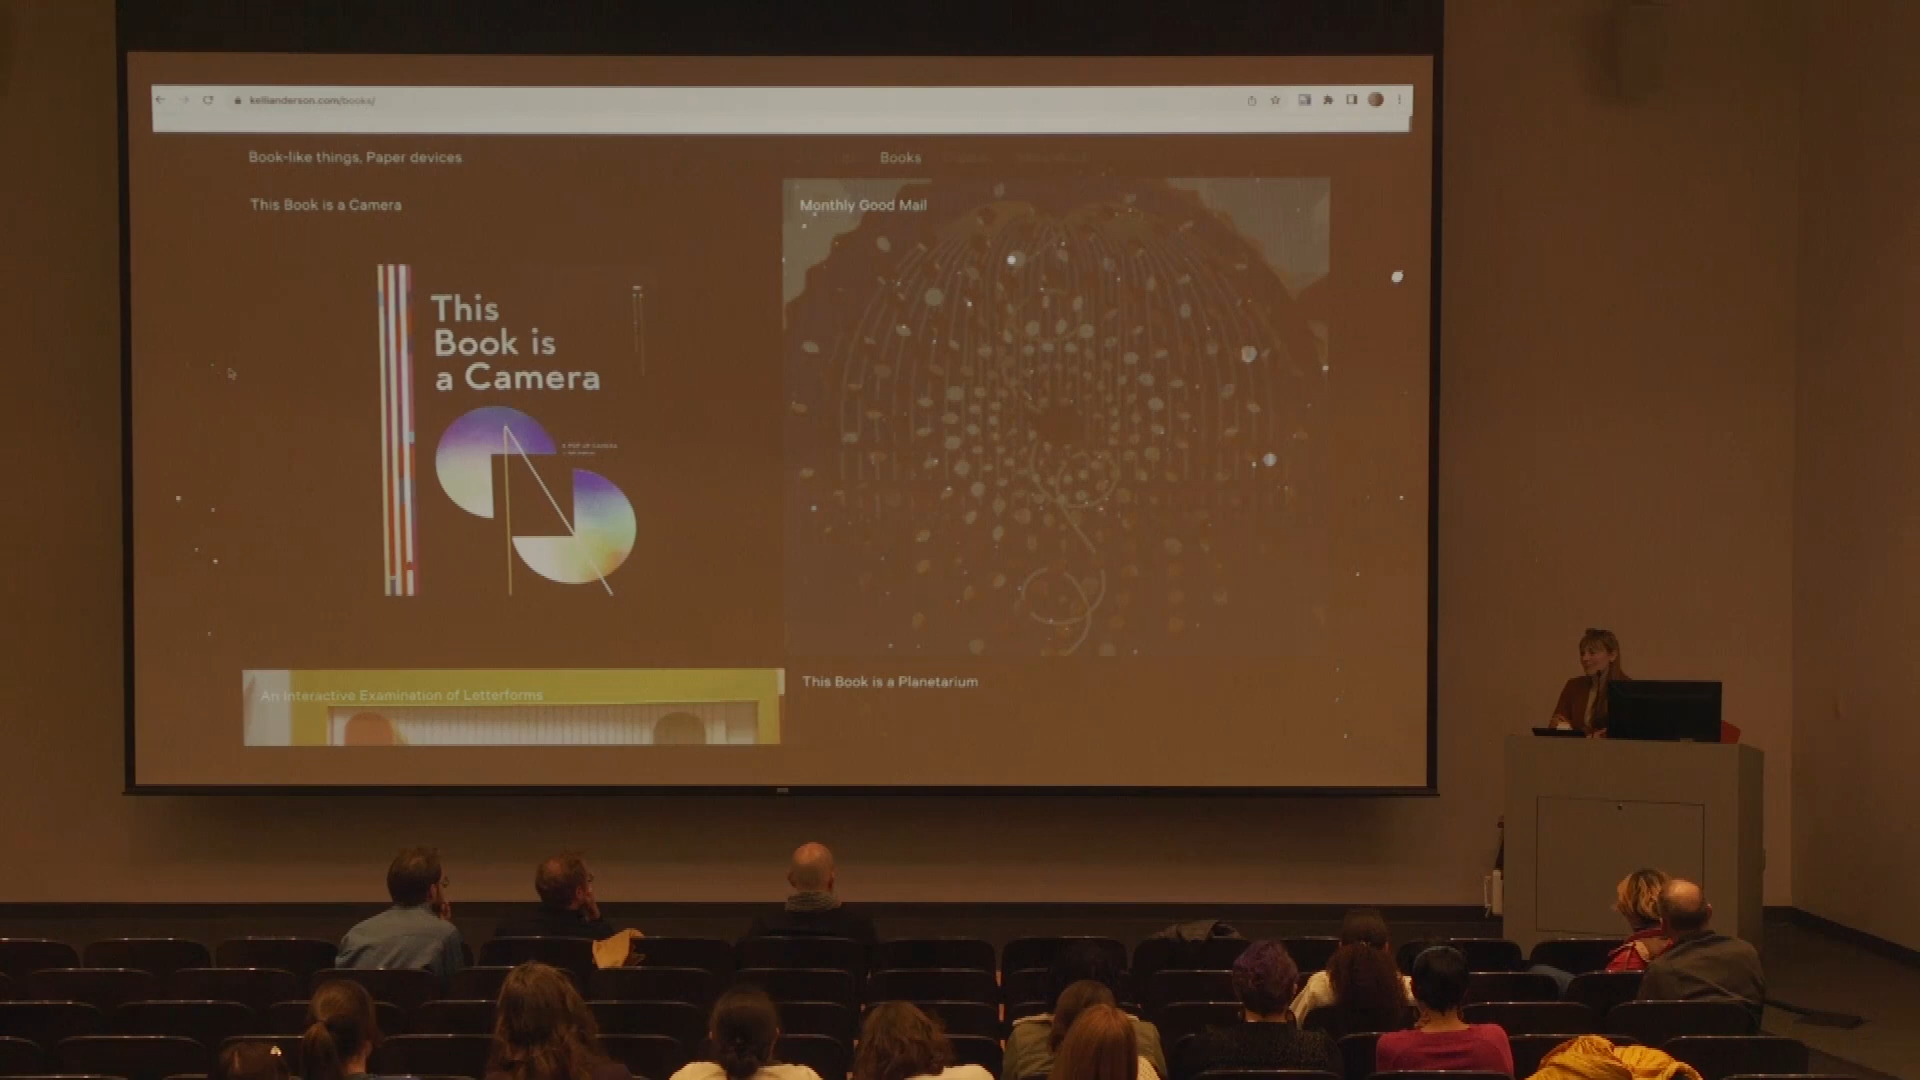 kellianderson.com/books/
Book-like things, Paper devices
Books
This Book is a Camera
Monthly Good Mail
This
Book is
a Camera
An Interactive Examination of Letterforms
This Book is a Planetarium